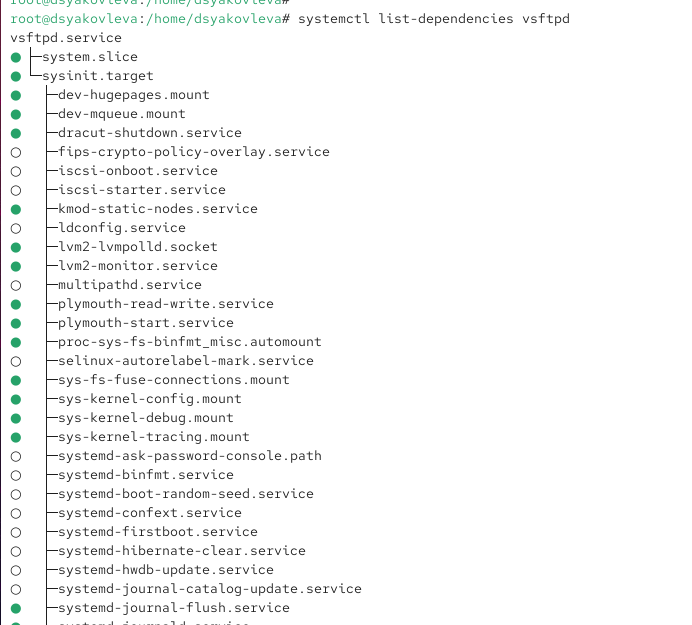 root@dsyakovleva:/home/dsyakovleva#
root@dsyakovleva:/home/dsyakovleva# systemctl list-dependencies vsftpd
vsftpd.service
● ├─system.slice
● └─sysinit.target
●   ├─dev-hugepages.mount
●   ├─dev-mqueue.mount
●   ├─dracut-shutdown.service
○   ├─fips-crypto-policy-overlay.service
○   ├─iscsi-onboot.service
○   ├─iscsi-starter.service
●   ├─kmod-static-nodes.service
○   ├─ldconfig.service
●   ├─lvm2-lvmpolld.socket
●   ├─lvm2-monitor.service
○   ├─multipathd.service
●   ├─plymouth-read-write.service
●   ├─plymouth-start.service
●   ├─proc-sys-fs-binfmt_misc.automount
○   ├─selinux-autorelabel-mark.service
●   ├─sys-fs-fuse-connections.mount
●   ├─sys-kernel-config.mount
●   ├─sys-kernel-debug.mount
●   ├─sys-kernel-tracing.mount
○   ├─systemd-ask-password-console.path
○   ├─systemd-binfmt.service
○   ├─systemd-boot-random-seed.service
○   ├─systemd-confext.service
○   ├─systemd-firstboot.service
○   ├─systemd-hibernate-clear.service
○   ├─systemd-hwdb-update.service
○   ├─systemd-journal-catalog-update.service
●   ├─systemd-journal-flush.service
●   ├─systemd-journald.service